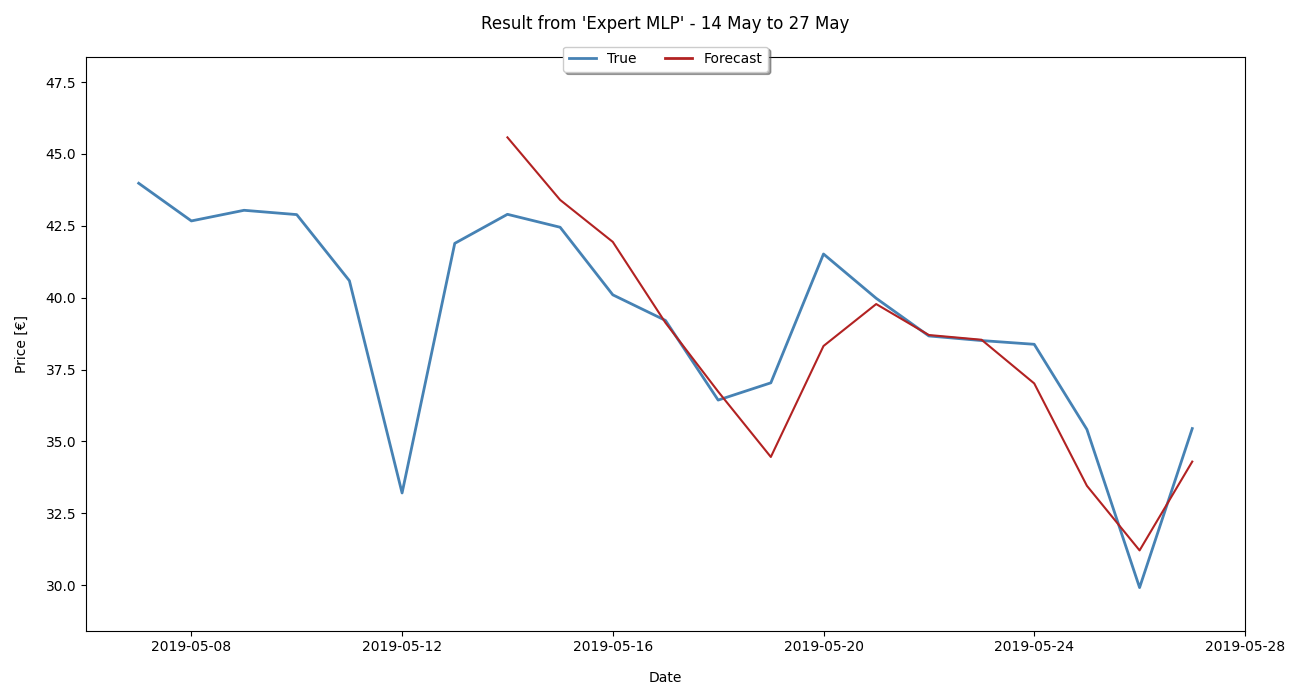 Result from 'Expert MLP' - 14 May to 27 May
True Forecast
47.5
45.0
42.5
40.0
37.5
35.0
32.5
30.0
Price [€]
2019-05-08 2019-05-12 2019-05-16 2019-05-20 2019-05-24 2019-05-28
Date